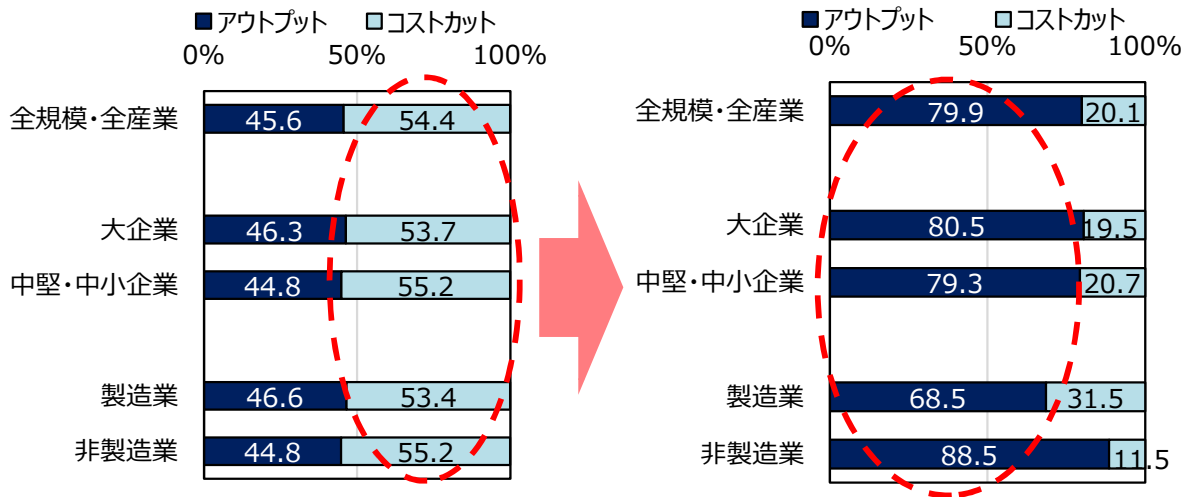 ■アウトプット □コストカット
0% 50% 100%
全規模・全産業 45.6 54.4
大企業 46.3 53.7
中堅・中小企業 44.8 55.2
製造業 46.6 53.4
非製造業 44.8 55.2
■アウトプット □コストカット
0% 50% 100%
全規模・全産業 79.9 20.1
大企業 80.5 19.5
中堅・中小企業 79.3 20.7
製造業 68.5 31.5
非製造業 88.5 11.5